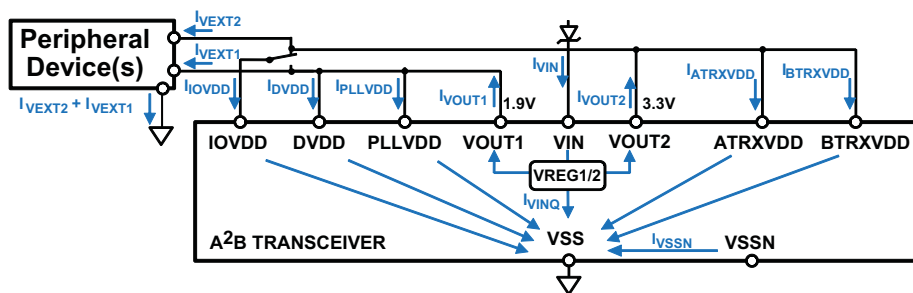 Peripheral
Device(s)
IVEXT2
IVEXT1
IVEXT2 + IVEXT1
IIOVDD
IDVDD
IPLLVDD
IVOUT1
1.9V
IVIN
IVOUT2
3.3V
IATRXVDD
IBTRXVDD
IOVDD
DVDD
PLLVDD
VOUT1
VIN
VOUT2
ATRXVDD
BTRXVDD
VREG1/2
IVINQ
A2B TRANSCEIVER
VSS
IVSSN
VSSN